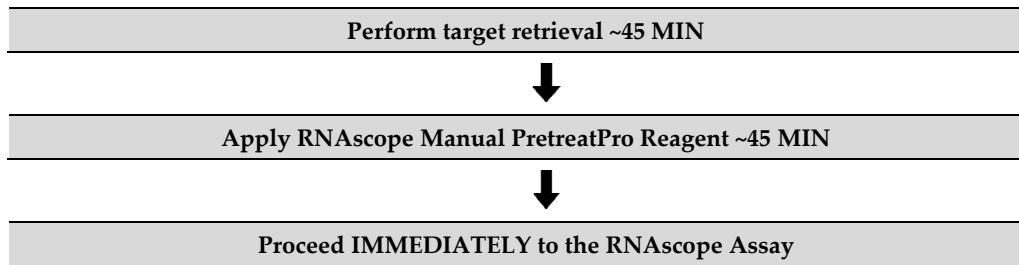 Perform target retrieval ~45 MIN
Apply RNAscope Manual PretreatPro Reagent ~45 MIN
Proceed IMMEDIATELY to the RNAscope Assay